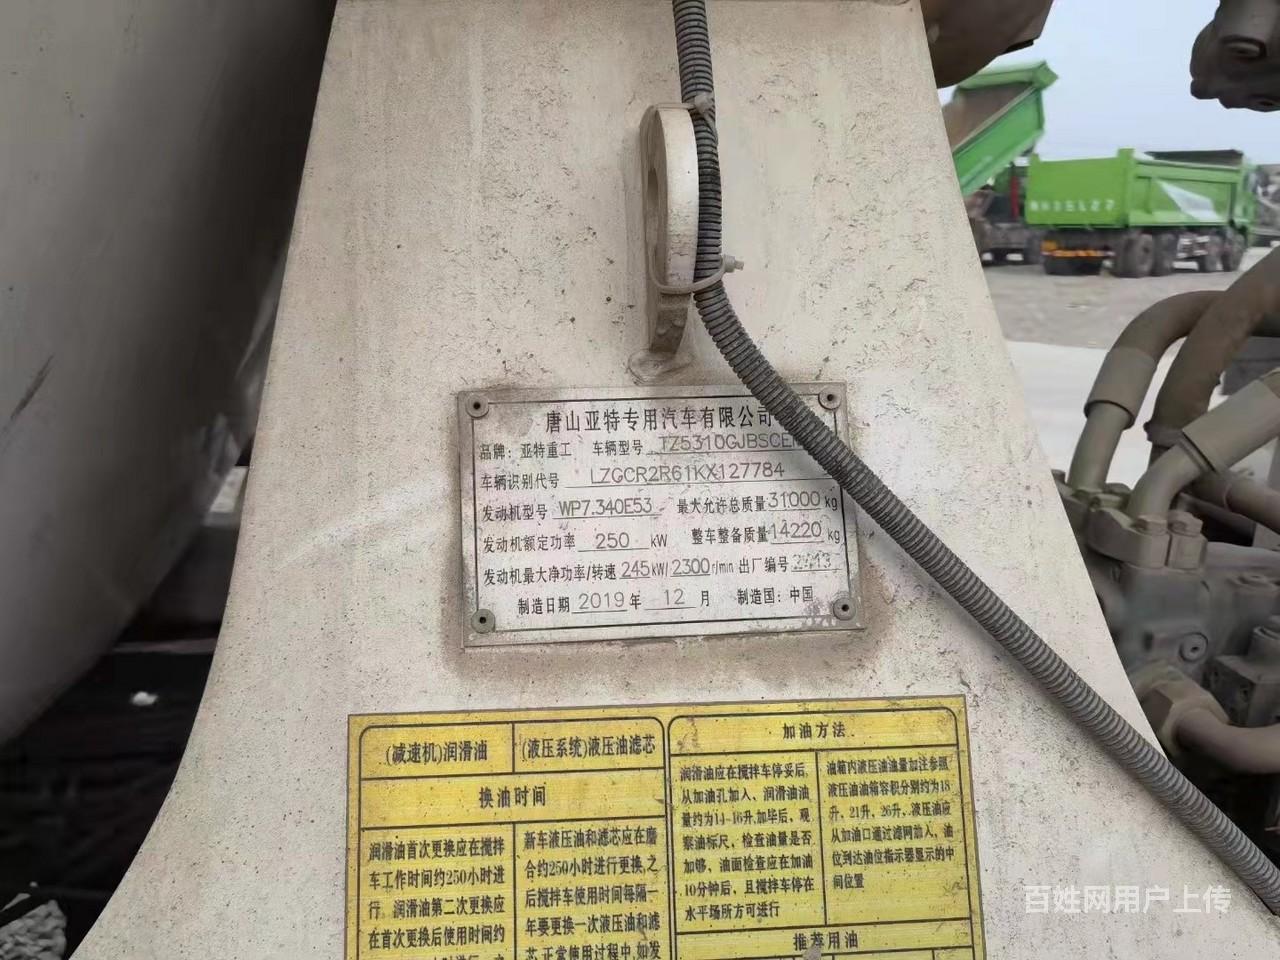 唐山亚特专用汽车有限公司
品牌：亚特重工 车辆型号 TZ5310GJBSCE
车辆识别代号 LZGCR2R61KX127784
发动机型号 WP7.340E53 最大允许总质量 31000 kg
发动机额定功率 250 kW 整车整备质量 14220 kg
发动机最大净功率/转速 245 kW/ 2300 r/min 出厂编号
制造日期 2019 年 12 月 制造国：中国
(减速机)润滑油
(液压系统)液压油滤芯
换油时间
润滑油首次更换应在搅拌
车工作时间约250小时进
行。润滑油第二次更换应
在首次更换后使用时间约
新车液压油和滤芯应在磨
合约250小时进行更换,之
后搅拌车使用时间每隔一
年要更换一次液压油和滤
芯.正常使用过程中,如发
加油方法
润滑油应在搅拌车停妥后,
从加油孔加入、润滑油油
量约为14-16升.加毕后，观
察油标尺，检查油量是否
加够，油面检查应在加油
10分钟后，且搅拌车停在
水平场所方可进行
油箱内液压油油量加注参照
液压油油箱容积分别约为18
升，21升，26升、液压油应
从加油口通过滤网加入，油
位到达油位指示器显示的中
间位置
推荐用油
百姓网用户上传